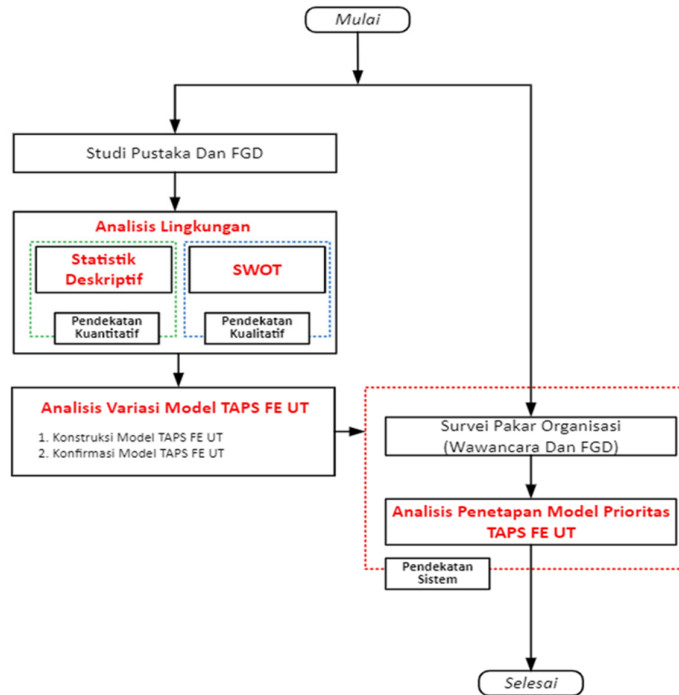 Mulai
Studi Pustaka Dan FGD
Analisis Lingkungan
Statistik
Deskriptif
SWOT
Pendekatan
Kuantitatif
Pendekatan
Kualitatif
Analisis Variasi Model TAPS FE UT
1. Konstruksi Model TAPS FE UT
2. Konfirmasi Model TAPS FE UT
Survei Pakar Organisasi
(Wawancara Dan FGD)
Analisis Penetapan Model Prioritas
TAPS FE UT
Pendekatan
Sistem
Selesai